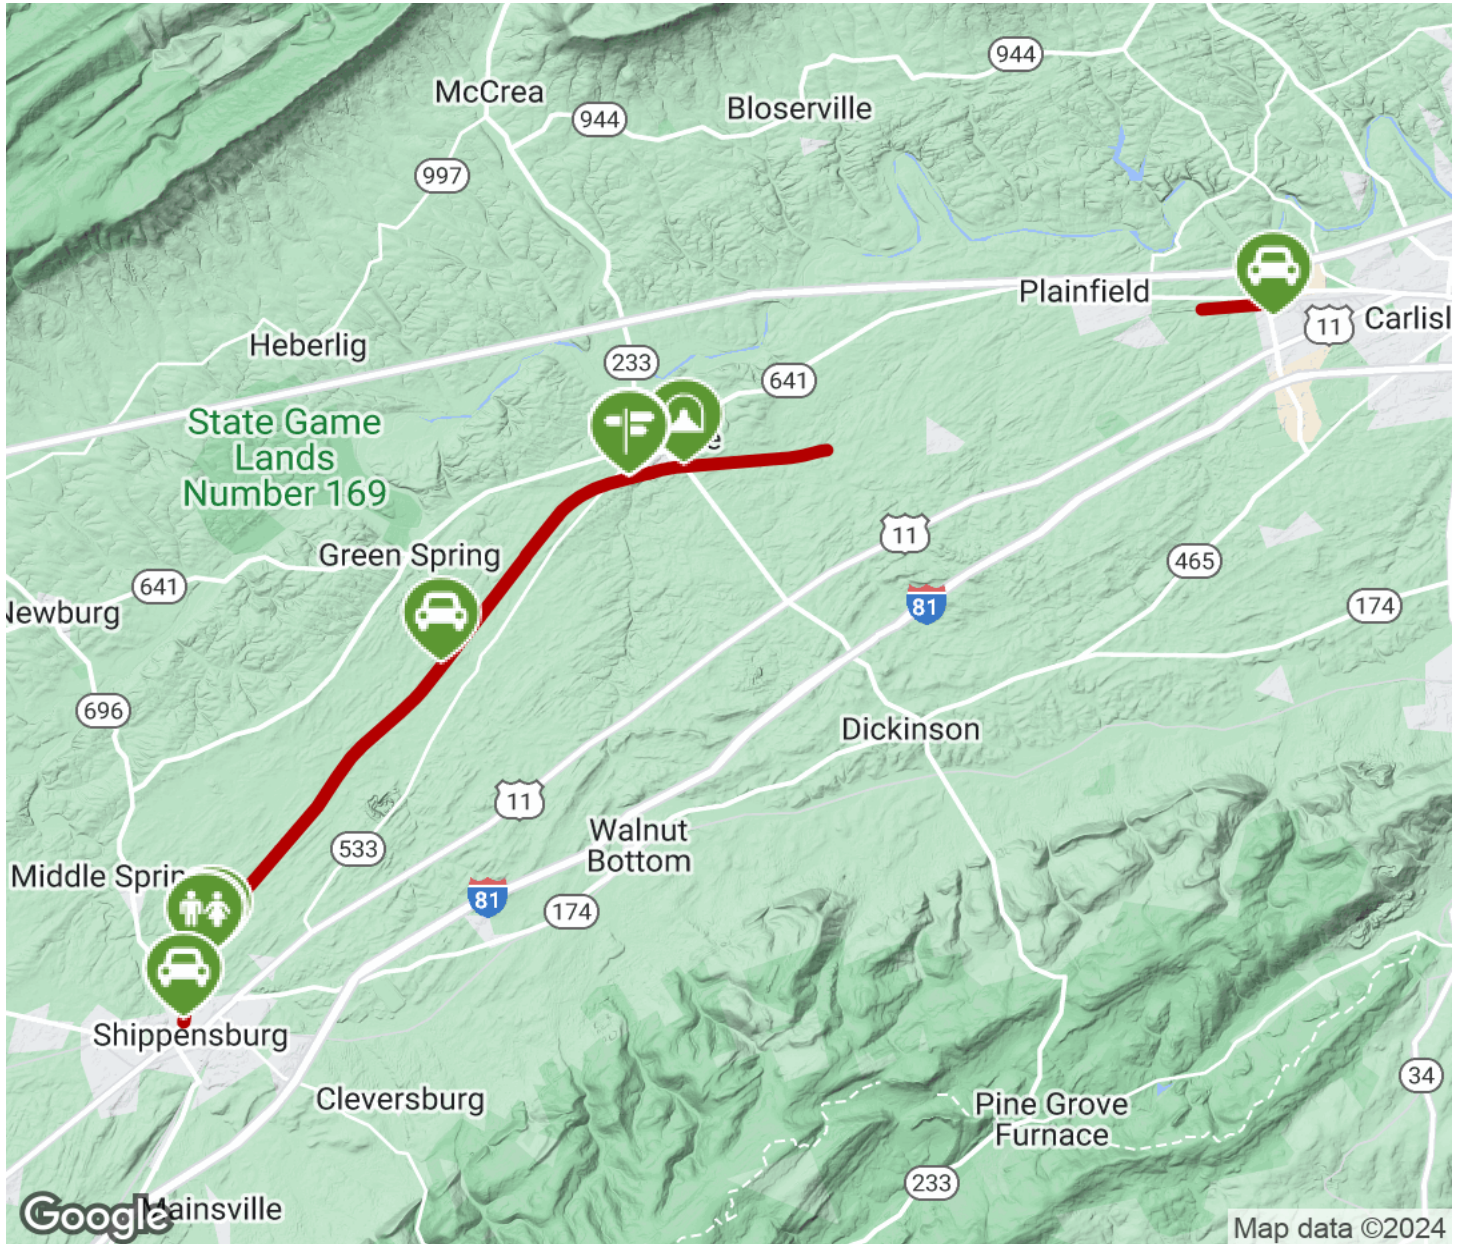 944
McCrea
Bloserville
944
997
Plainfield
11
Carlisl
Heberlig
233
641
State Game
Lands
Number 169
e
11
Green Spring
465
641
81
174
Newburg
696
Dickinson
11
Walnut
Bottom
533
Middle Sprin
81
174
Shippensburg
34
Cleversburg
Pine Grove
Furnace
233
Mainsville
Google
Map data ©2024